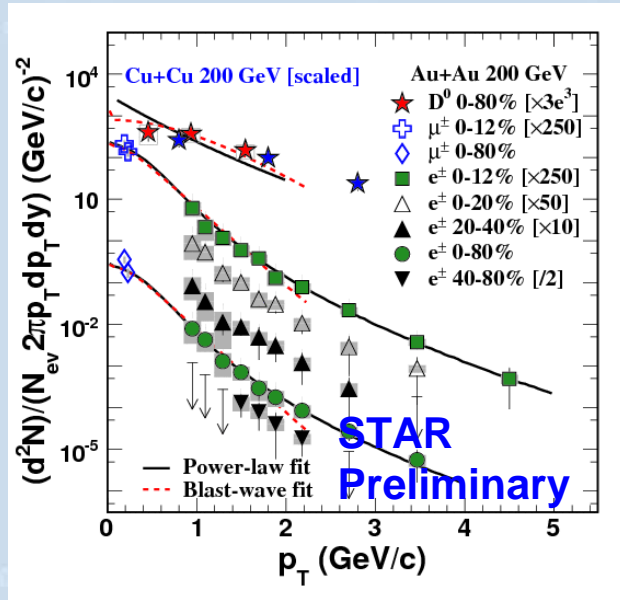 (d²N)/(N_ev 2πp_T dp_T dy) (GeV/c)⁻²
10⁴
10
10⁻²
10⁻⁵
Cu+Cu 200 GeV [scaled]
Au+Au 200 GeV
D⁰ 0-80% [×3e³]
μ± 0-12% [×250]
μ± 0-80%
e± 0-12% [×250]
e± 0-20% [×50]
e± 20-40% [×10]
e± 0-80%
e± 40-80% [/2]
STAR
Preliminary
Power-law fit
Blast-wave fit
0 1 2 3 4 5
p_T (GeV/c)